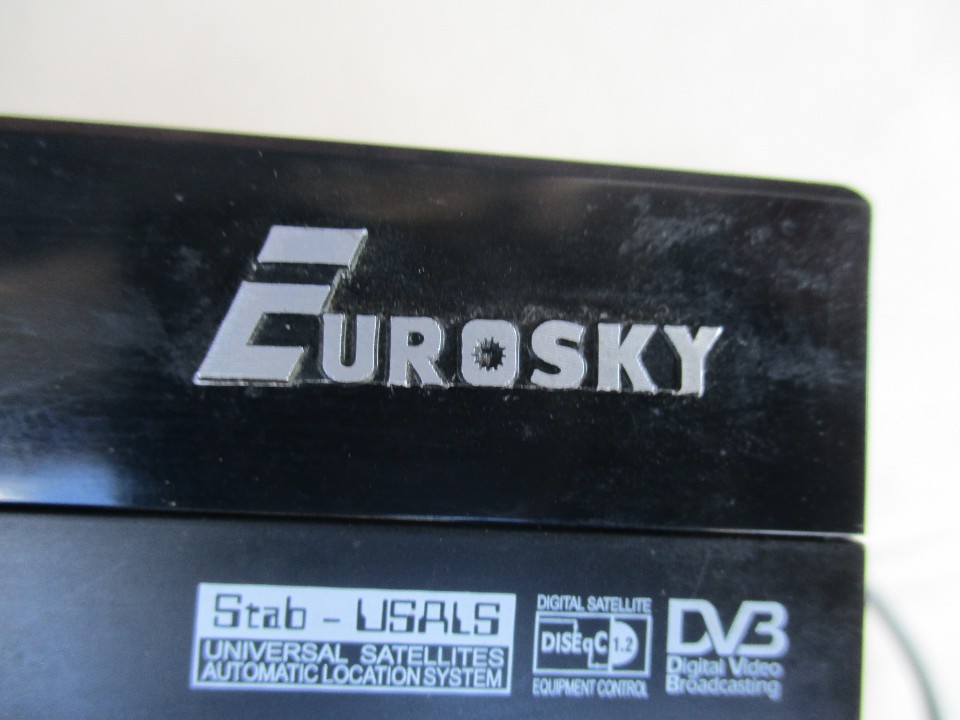 EUROSKY
Stab - USALS
UNIVERSAL SATELLITES
AUTOMATIC LOCATION SYSTEM
DIGITAL SATELLITE
DiSEqC 1.2
EQUIPMENT CONTROL
DVB
Digital Video
Broadcasting